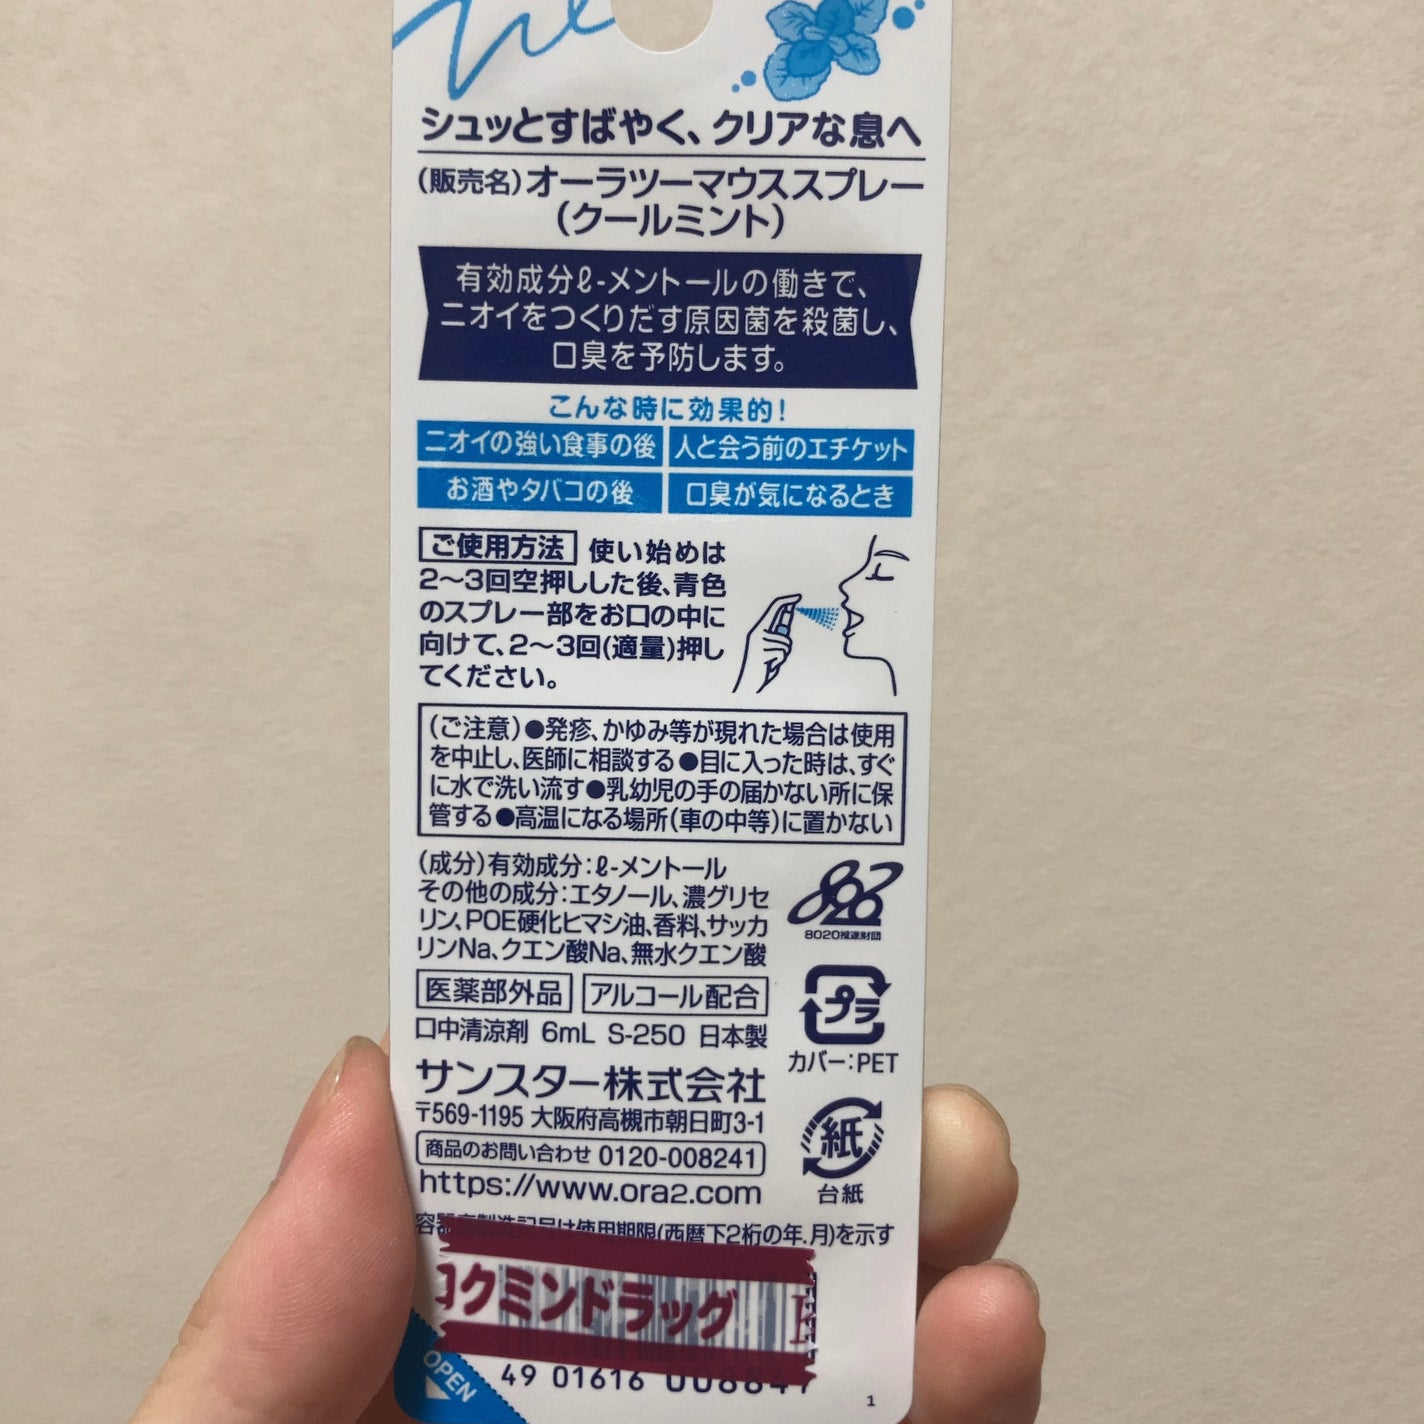 シュッとすばやく、クリアな息へ
(販売名)オーラツーマウススプレー
(クールミント)
有効成分ℓ-メントールの働きで、
ニオイをつくりだす原因菌を殺菌し、
口臭を予防します。
こんな時に効果的!
ニオイの強い食事の後 人と会う前のエチケット
お酒やタバコの後 口臭が気になるとき
ご使用方法 使い始めは
2〜3回空押しした後、青色
のスプレー部をお口の中に
向けて、2〜3回(適量)押し
てください。
(ご注意)●発疹、かゆみ等が現れた場合は使用
を中止し、医師に相談する●目に入った時は、すぐ
に水で洗い流す●乳幼児の手の届かない所に保
管する●高温になる場所(車の中等)に置かない
(成分)有効成分:ℓ-メントール
その他の成分:エタノール、濃グリセ
リン、POE硬化ヒマシ油、香料、サッカ
リンNa、クエン酸Na、無水クエン酸
8020
8020推進財団
医薬部外品 アルコール配合
口中清涼剤 6mL S-250 日本製
プラ
カバー:PET
サンスター株式会社
〒569-1195 大阪府高槻市朝日町3-1
商品のお問い合わせ 0120-008241
https://www.ora2.com
紙
台紙
使用期限(西暦下2桁の年.月)を示す
コクミンドラッグ
49 01616
OPEN
1